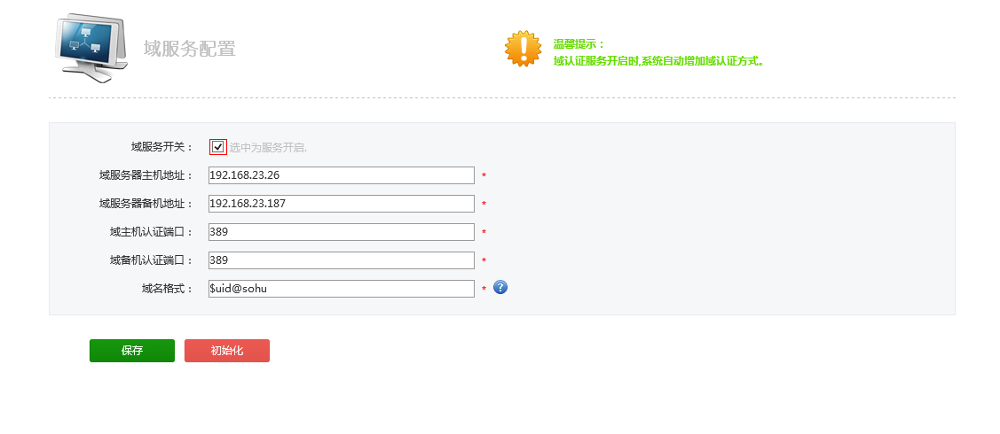 域服务配置
温馨提示：
域认证服务开启时,系统自动增加域认证方式。
域服务开关： 选中为服务开启.
域服务器主机地址： 192.168.23.26 *
域服务器备机地址： 192.168.23.187 *
域主机认证端口： 389 *
域备机认证端口： 389 *
域名格式： $uid@sohu * ?
保存 初始化